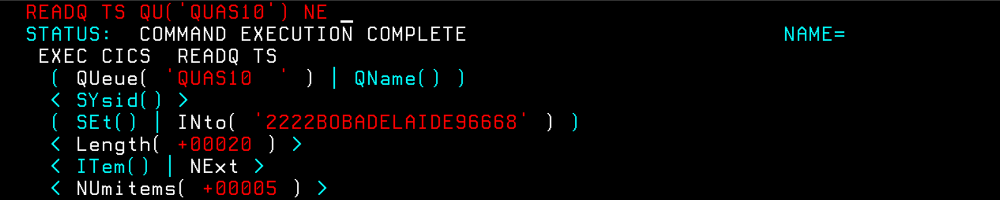 READQ TS QU('QUAS10') NE _
STATUS:  COMMAND EXECUTION COMPLETE NAME=
EXEC CICS  READQ TS
( QUeue( 'QUAS10  ' ) | QName() )
< SYsid() >
( SEt() | INto( '2222BOBADELAIDE96668' ) )
< Length( +00020 ) >
< ITem() | NExt >
< NUmitems( +00005 ) >